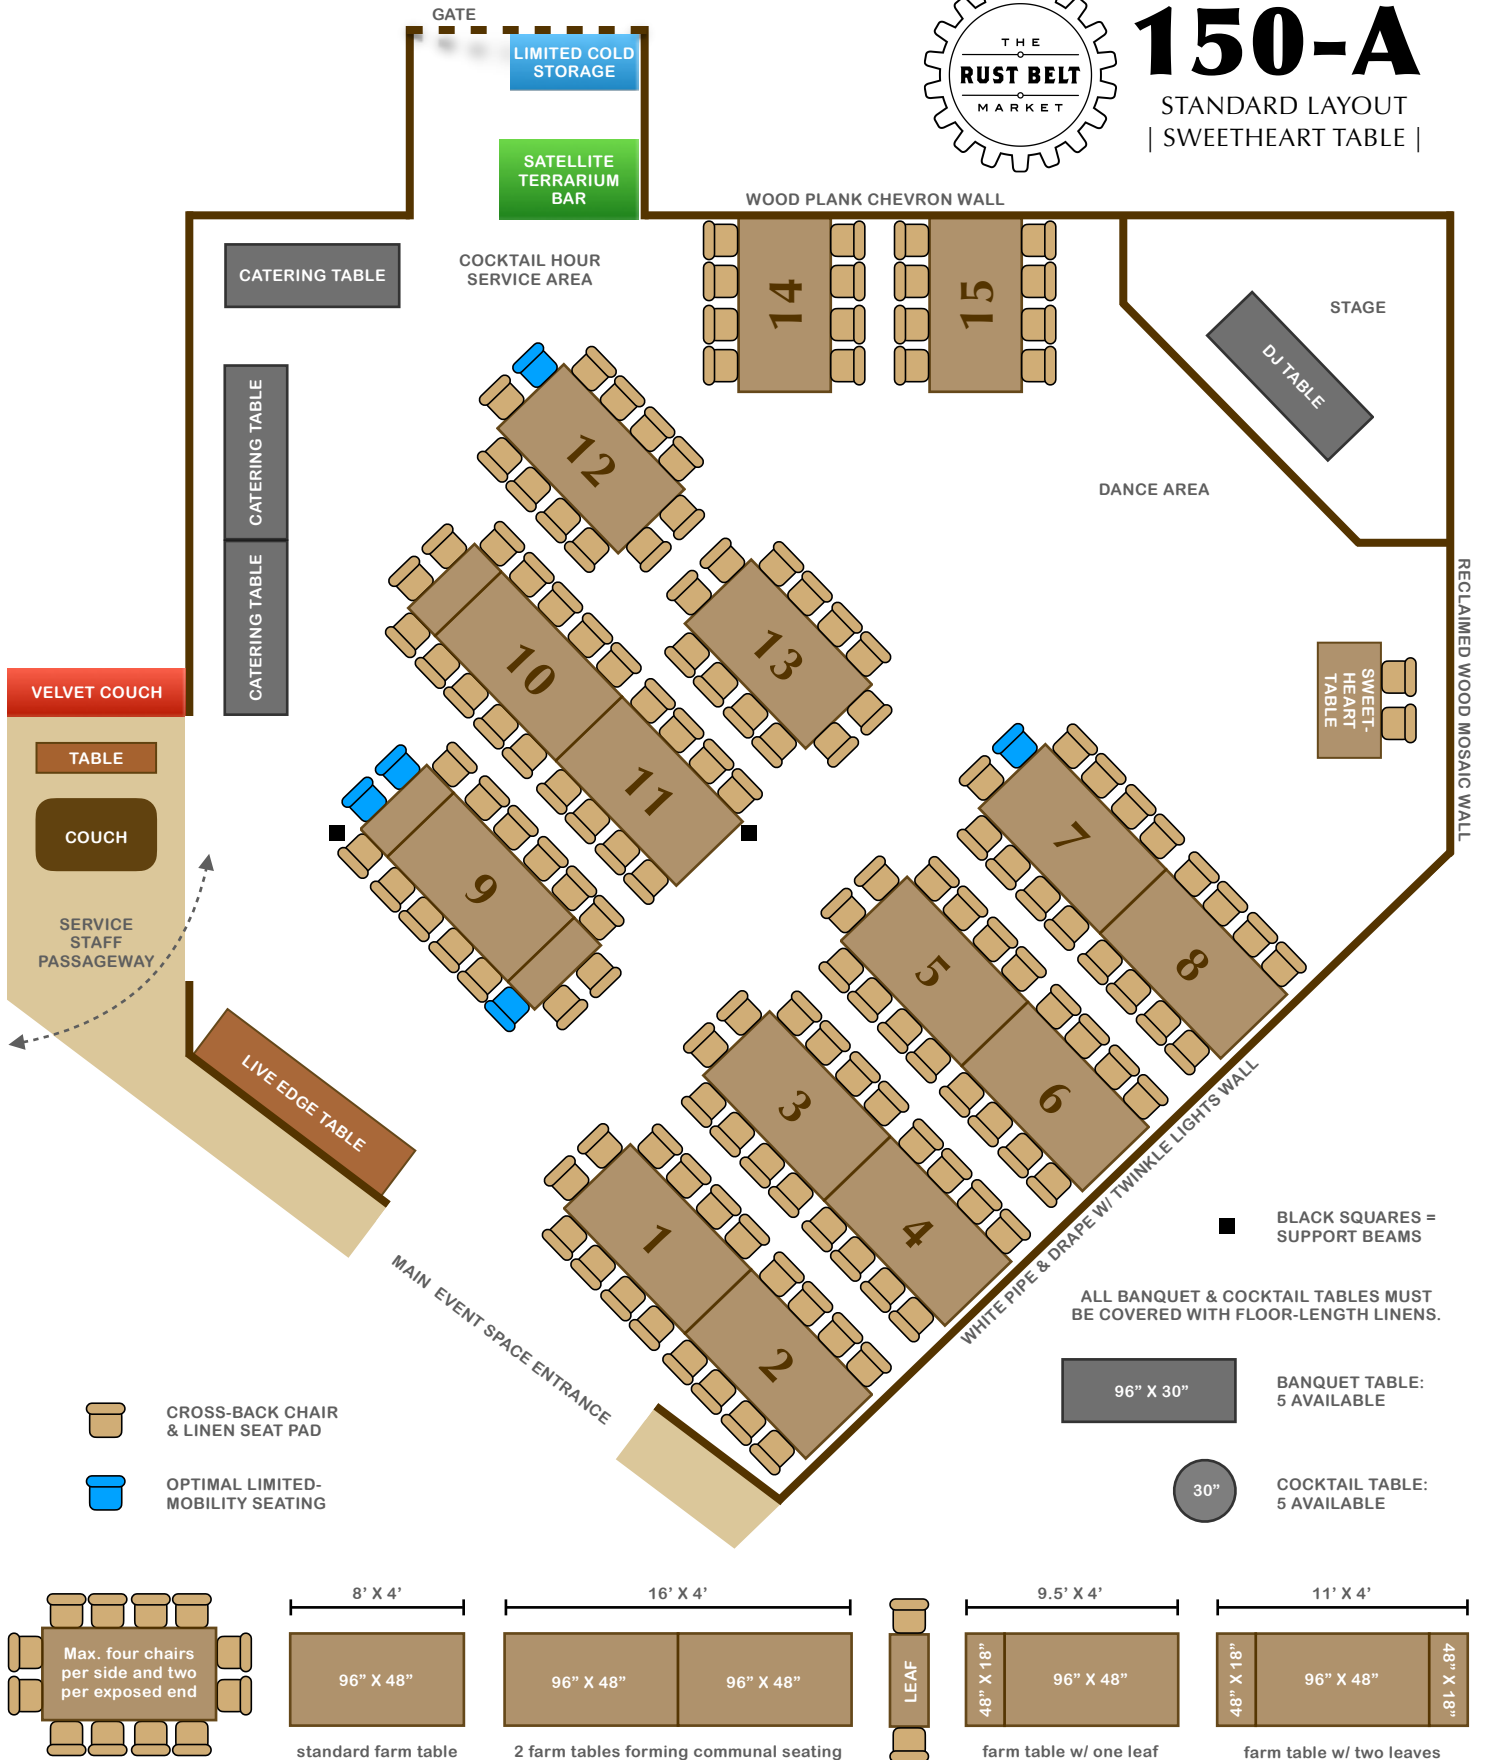 GATE
LIMITED COLD
STORAGE
THE
RUST BELT
MARKET
150-A
STANDARD LAYOUT
| SWEETHEART TABLE |
SATELLITE
TERRARIUM
BAR
WOOD PLANK CHEVRON WALL
COCKTAIL HOUR
SERVICE AREA
CATERING TABLE
CATERING TABLE
CATERING TABLE
14
15
STAGE
DJ TABLE
DANCE AREA
12
10
11
13
RECLAIMED WOOD MOSAIC WALL
SWEET-
HEART
TABLE
VELVET COUCH
TABLE
COUCH
SERVICE
STAFF
PASSAGEWAY
9
7
8
5
6
3
4
1
2
LIVE EDGE TABLE
MAIN EVENT SPACE ENTRANCE
WHITE PIPE & DRAPE W/ TWINKLE LIGHTS WALL
BLACK SQUARES =
SUPPORT BEAMS
ALL BANQUET & COCKTAIL TABLES MUST
BE COVERED WITH FLOOR-LENGTH LINENS.
96” X 30”
BANQUET TABLE:
5 AVAILABLE
30”
COCKTAIL TABLE:
5 AVAILABLE
CROSS-BACK CHAIR
& LINEN SEAT PAD
OPTIMAL LIMITED-
MOBILITY SEATING
Max. four chairs
per side and two
per exposed end
8’ X 4’
96” X 48”
standard farm table
16’ X 4’
96” X 48”
96” X 48”
2 farm tables forming communal seating
LEAF
9.5’ X 4’
48” X 18”
96” X 48”
farm table w/ one leaf
11’ X 4’
48” X 18”
96” X 48”
48” X 18”
farm table w/ two leaves